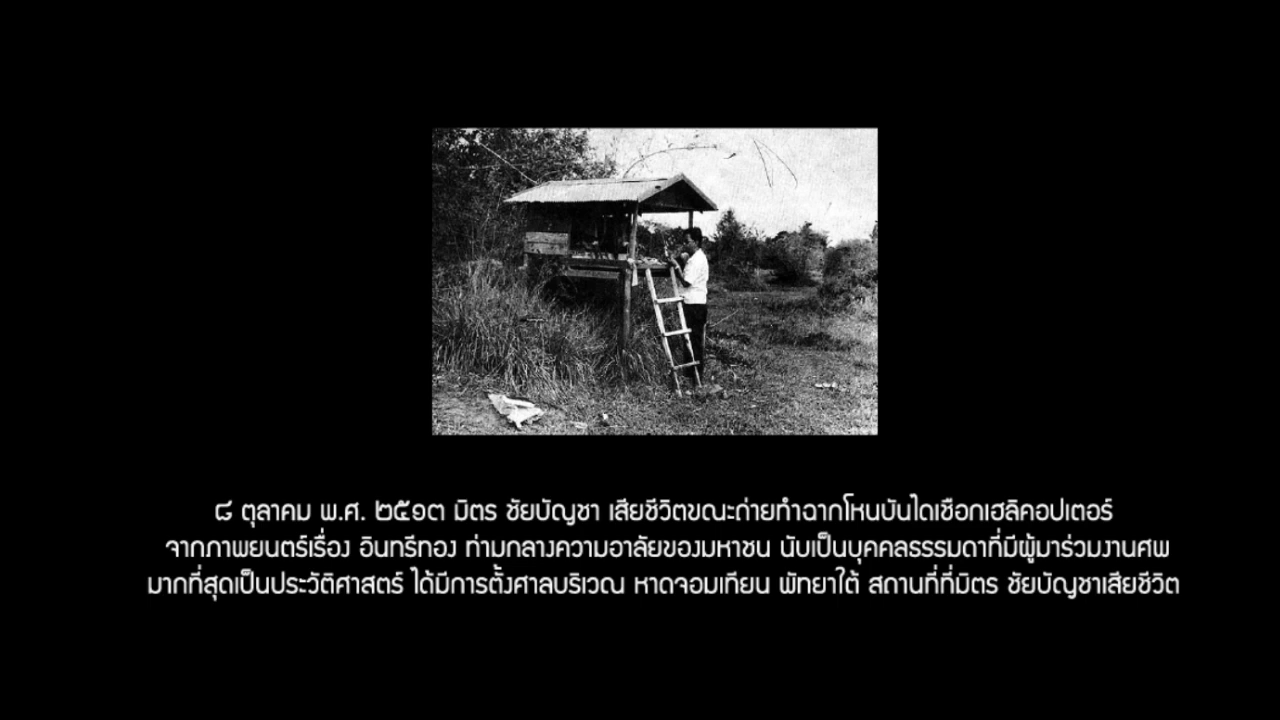 ๘ ตุลาคม พ.ศ. ๒๕๑๓ มิตร ชัยบัญชา เสียชีวิตขณะถ่ายทำฉากโหนบันไดเชือกเฮลิคอปเตอร์
จากภาพยนตร์เรื่อง อินทรีทอง ท่ามกลางความอาลัยของมหาชน นับเป็นบุคคลธรรมดาที่มีผู้มาร่วมงานศพ
มากที่สุดเป็นประวัติศาสตร์ ได้มีการตั้งศาลบริเวณ หาดจอมเทียน พัทยาใต้ สถานที่ที่มิตร ชัยบัญชาเสียชีวิต